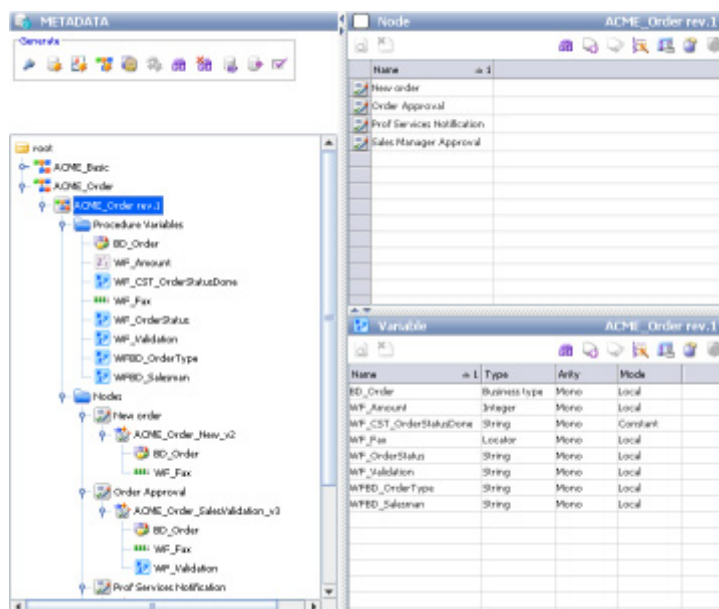 METADATA
Generate
root
ACME_Basic
ACME_Order
ACME_Order rev.1
Procedure Variables
BD_Order
WF_Amount
WF_CST_OrderStatusDone
WF_Fax
WF_OrderStatus
WF_Validation
WFBD_OrderType
WFBD_Salesman
Nodes
New order
ACME_Order_New_v2
BD_Order
WF_Fax
Order Approval
ACME_Order_SalesValidation_v3
BD_Order
WF_Fax
WF_Validation
Prof Services Notification
Node ACME_Order rev.1
Name 1
New order
Order Approval
Prof Services Notification
Sales Manager Approval
Variable ACME_Order rev.1
Name 1 Type Arity Mode
BD_Order Business type Mono Local
WF_Amount Integer Mono Local
WF_CST_OrderStatusDone String Mono Constant
WF_Fax Locator Mono Local
WF_OrderStatus String Mono Local
WF_Validation String Mono Local
WFBD_OrderType String Mono Local
WFBD_Salesman String Mono Local